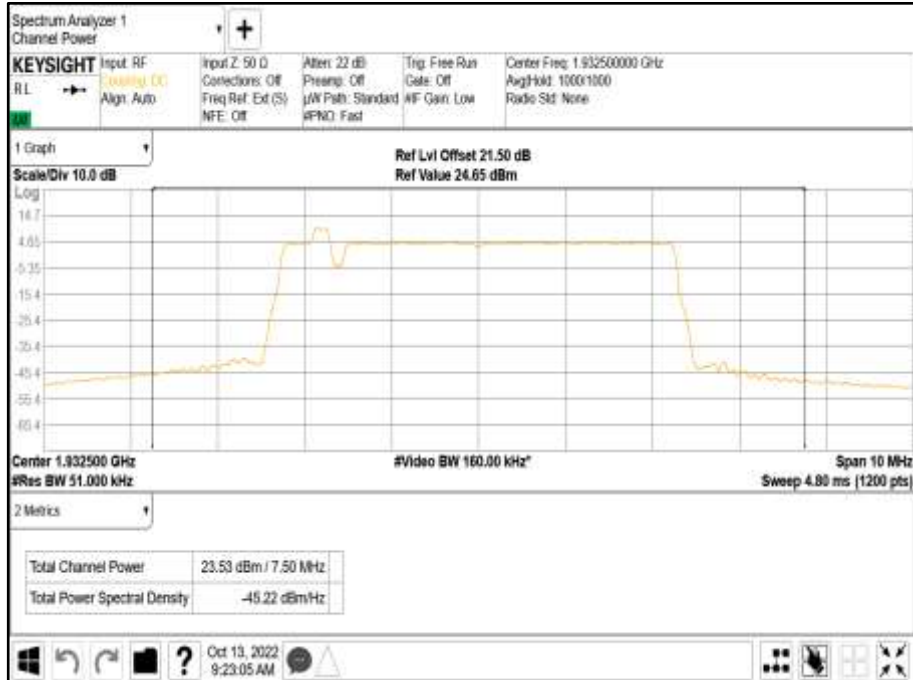 Spectrum Analyzer 1
Channel Power
+
KEYSIGHT Input: RF Input Z: 50 Ω Atten: 22 dB Trig: Free Run Center Freq: 1.932500000 GHz
RL Coupling: DC Corrections: Off Preamp: Off Gate: Off Avg|Hold: 1000/1000
Align: Auto Freq Ref: Ext (S) µW Path: Standard #IF Gain: Low Radio Std: None
NFE: Off #PNO: Fast
1 Graph Ref Lvl Offset 21.50 dB
Scale/Div 10.0 dB Ref Value 24.65 dBm
Log
14.7
4.65
-5.35
-15.4
-25.4
-35.4
-45.4
-55.4
-65.4
Center 1.932500 GHz #Video BW 160.00 kHz* Span 10 MHz
#Res BW 51.000 kHz Sweep 4.80 ms (1200 pts)
2 Metrics
Total Channel Power 23.53 dBm / 7.50 MHz
Total Power Spectral Density -45.22 dBm/Hz
? Oct 13, 2022
9:23:05 AM